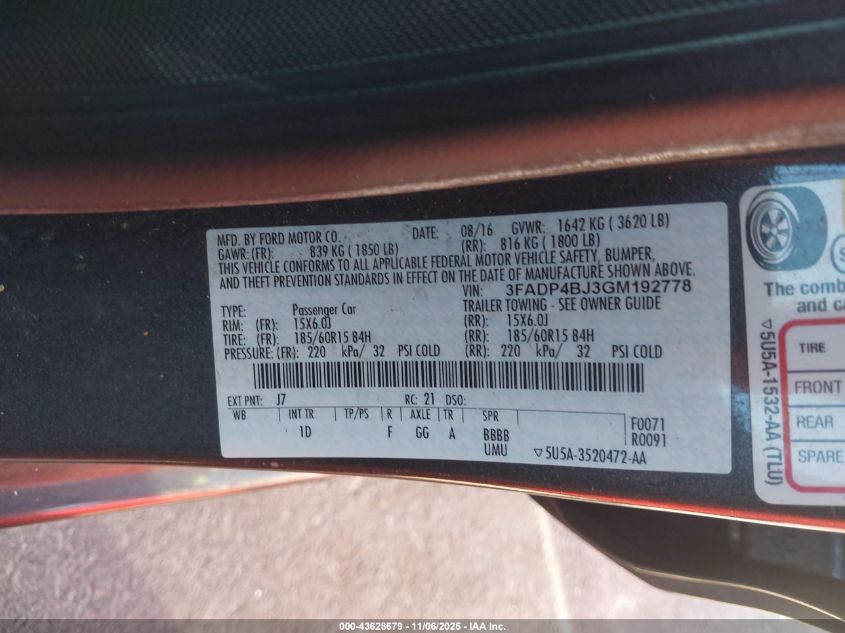 MFD. BY FORD MOTOR CO. DATE: 08/16 GVWR: 1642 KG ( 3620 LB)
GAWR:(FR): 839 KG ( 1850 LB) (RR): 816 KG ( 1800 LB)
THIS VEHICLE CONFORMS TO ALL APPLICABLE FEDERAL MOTOR VEHICLE SAFETY, BUMPER,
AND THEFT PREVENTION STANDARDS IN EFFECT ON THE DATE OF MANUFACTURE SHOWN ABOVE.
VIN: 3FADP4BJ3GM192778
TYPE: Passenger Car TRAILER TOWING - SEE OWNER GUIDE
RIM: (FR): 15X6.0J (RR): 15X6.0J
TIRE: (FR): 185/60R15 84H (RR): 185/60R15 84H
PRESSURE: (FR): 220 kPa/ 32 PSI COLD (RR): 220 kPa/ 32 PSI COLD
EXT PNT: J7 RC: 21 DSO:
WB INT TR TP/PS R AXLE TR SPR
1D F GG A BBBB F0071
UMU R0091
▽5U5A-3520472-AA
The comb
and ca
▽5U5A-1532-AA (TLU)
TIRE
FRONT
REAR
SPARE
000-43628679 - 11/06/2025 - IAA Inc.